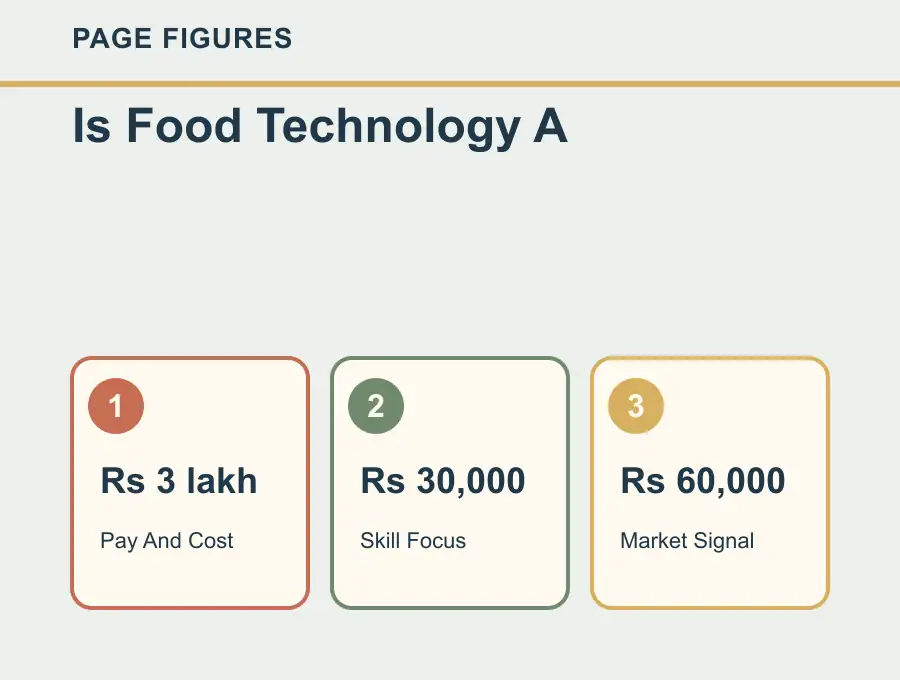 PAGE FIGURES
Is Food Technology A
1
Rs 3 lakh
Pay And Cost
2
Rs 30,000
Skill Focus
3
Rs 60,000
Market Signal